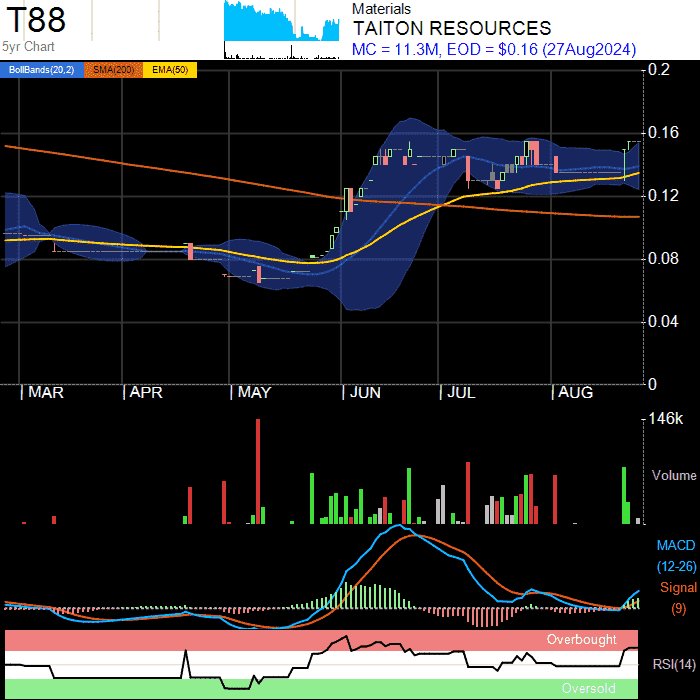 T88
5yr Chart
Materials
TAITON RESOURCES
MC = 11.3M, EOD = $0.16 (27Aug2024)
BollBands(20,2) SMA(200) EMA(50)
0.2
0.16
0.12
0.08
0.04
0
MAR APR MAY JUN JUL AUG
146k
Volume
MACD
(12-26)
Signal
(9)
Overbought
RSI(14)
Oversold